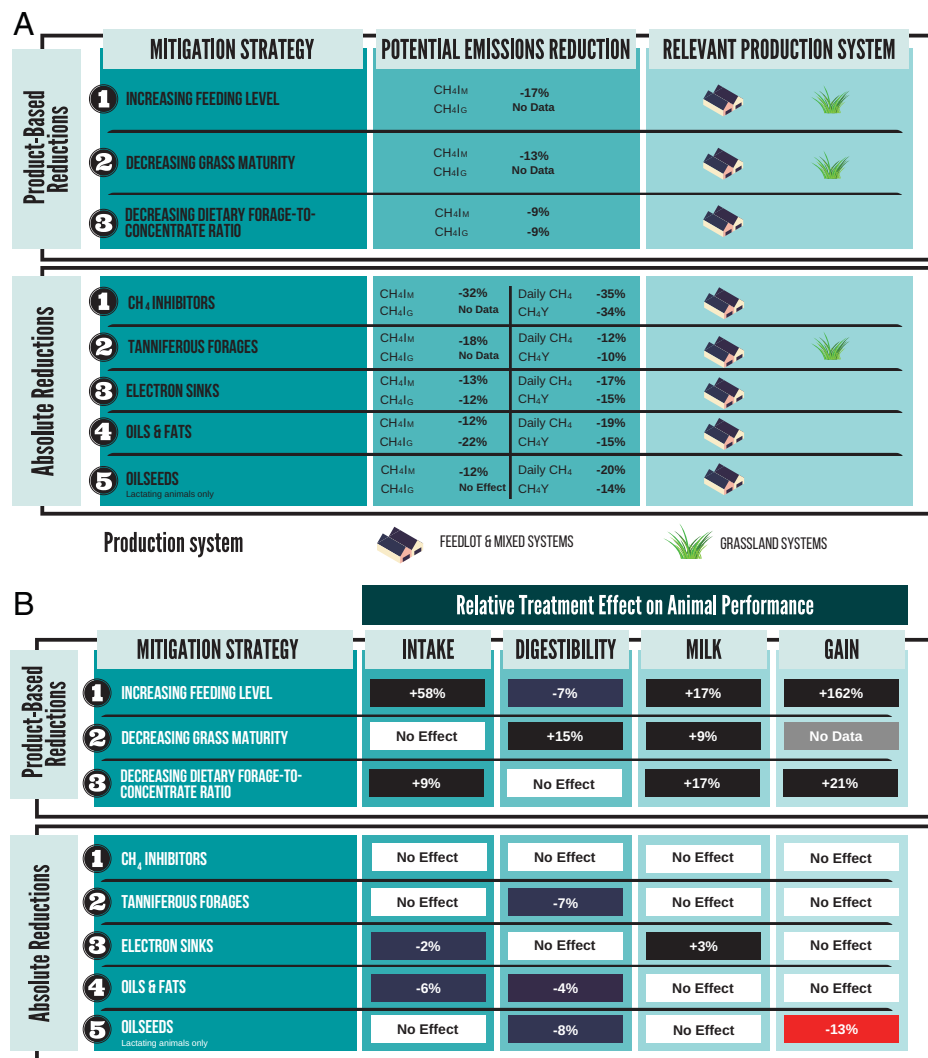 A
MITIGATION STRATEGY
POTENTIAL EMISSIONS REDUCTION
RELEVANT PRODUCTION SYSTEM
Product-Based
Reductions
1
INCREASING FEEDING LEVEL
CH4IM -17%
CH4IG No Data
2
DECREASING GRASS MATURITY
CH4IM -13%
CH4IG No Data
3
DECREASING DIETARY FORAGE-TO-
CONCENTRATE RATIO
CH4IM -9%
CH4IG -9%
Absolute Reductions
1
CH4 INHIBITORS
CH4IM -32% Daily CH4 -35%
CH4IG No Data CH4Y -34%
2
TANNIFEROUS FORAGES
CH4IM -18% Daily CH4 -12%
CH4IG No Data CH4Y -10%
3
ELECTRON SINKS
CH4IM -13% Daily CH4 -17%
CH4IG -12% CH4Y -15%
4
OILS & FATS
CH4IM -12% Daily CH4 -19%
CH4IG -22% CH4Y -15%
5
OILSEEDS
Lactating animals only
CH4IM -12% Daily CH4 -20%
CH4IG No Effect CH4Y -14%
Production system
FEEDLOT & MIXED SYSTEMS
GRASSLAND SYSTEMS
B
Relative Treatment Effect on Animal Performance
MITIGATION STRATEGY
INTAKE
DIGESTIBILITY
MILK
GAIN
Product-Based
Reductions
1
INCREASING FEEDING LEVEL
+58% -7% +17% +162%
2
DECREASING GRASS MATURITY
No Effect +15% +9% No Data
3
DECREASING DIETARY FORAGE-TO-
CONCENTRATE RATIO
+9% No Effect +17% +21%
Absolute Reductions
1
CH4 INHIBITORS
No Effect No Effect No Effect No Effect
2
TANNIFEROUS FORAGES
No Effect -7% No Effect No Effect
3
ELECTRON SINKS
-2% No Effect +3% No Effect
4
OILS & FATS
-6% -4% No Effect No Effect
5
OILSEEDS
Lactating animals only
No Effect -8% No Effect -13%